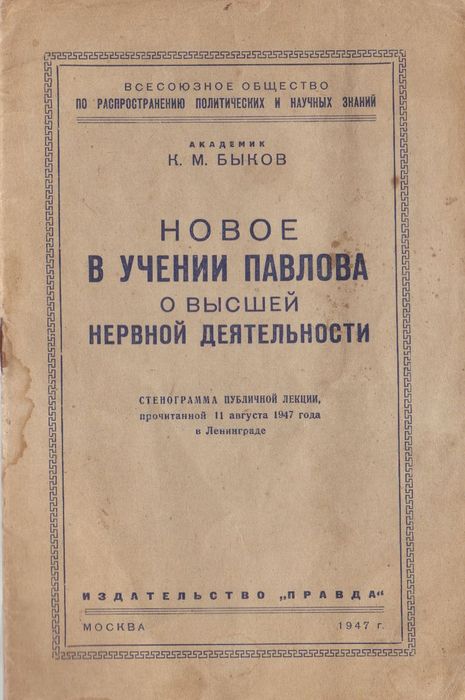 ВСЕСОЮЗНОЕ ОБЩЕСТВО
ПО РАСПРОСТРАНЕНИЮ ПОЛИТИЧЕСКИХ И НАУЧНЫХ ЗНАНИЙ
АКАДЕМИК
К. М. БЫКОВ
НОВОЕ
В УЧЕНИИ ПАВЛОВА
О ВЫСШЕЙ
НЕРВНОЙ ДЕЯТЕЛЬНОСТИ
СТЕНОГРАММА ПУБЛИЧНОЙ ЛЕКЦИИ,
прочитанной 11 августа 1947 года
в Ленинграде
ИЗДАТЕЛЬСТВО „ПРАВДА“
МОСКВА 1947 г.